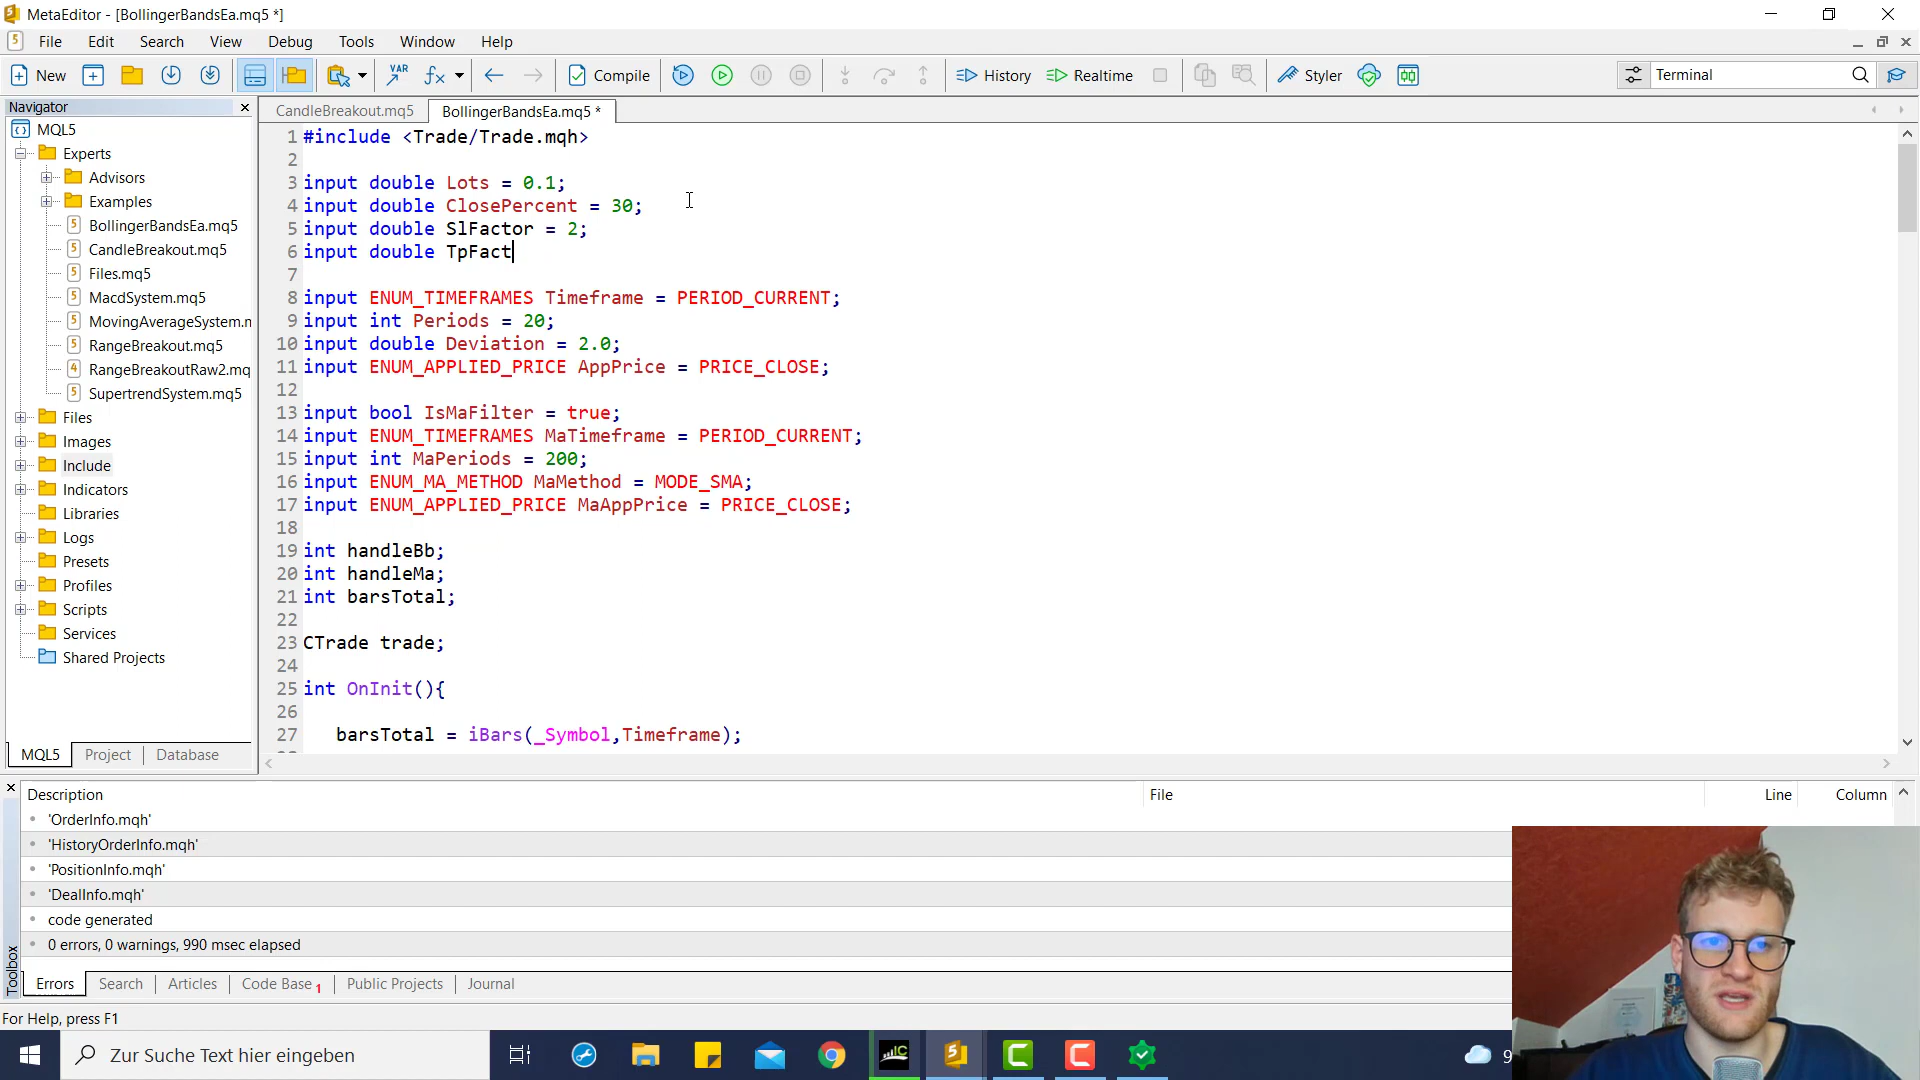 MetaEditor - [BollingerBandsEa.mq5 *]
File Edit Search View Debug Tools Window Help
New VAR Compile History Realtime Styler Terminal
Navigator
MQL5
Experts
Advisors
Examples
BollingerBandsEa.mq5
CandleBreakout.mq5
Files.mq5
MacdSystem.mq5
MovingAverageSystem.m
RangeBreakout.mq5
RangeBreakoutRaw2.mq
SupertrendSystem.mq5
Files
Images
Include
Indicators
Libraries
Logs
Presets
Profiles
Scripts
Services
Shared Projects
MQL5 Project Database
CandleBreakout.mq5 BollingerBandsEa.mq5 *
1 #include <Trade/Trade.mqh>
2
3 input double Lots = 0.1;
4 input double ClosePercent = 30;
5 input double SlFactor = 2;
6 input double TpFact
7
8 input ENUM_TIMEFRAMES Timeframe = PERIOD_CURRENT;
9 input int Periods = 20;
10 input double Deviation = 2.0;
11 input ENUM_APPLIED_PRICE AppPrice = PRICE_CLOSE;
12
13 input bool IsMaFilter = true;
14 input ENUM_TIMEFRAMES MaTimeframe = PERIOD_CURRENT;
15 input int MaPeriods = 200;
16 input ENUM_MA_METHOD MaMethod = MODE_SMA;
17 input ENUM_APPLIED_PRICE MaAppPrice = PRICE_CLOSE;
18
19 int handleBb;
20 int handleMa;
21 int barsTotal;
22
23 CTrade trade;
24
25 int OnInit(){
26
27 barsTotal = iBars(_Symbol,Timeframe);
Description File Line Column
'OrderInfo.mqh'
'HistoryOrderInfo.mqh'
'PositionInfo.mqh'
'DealInfo.mqh'
code generated
0 errors, 0 warnings, 990 msec elapsed
Toolbox
Errors Search Articles Code Base 1 Public Projects Journal
For Help, press F1
Zur Suche Text hier eingeben
9